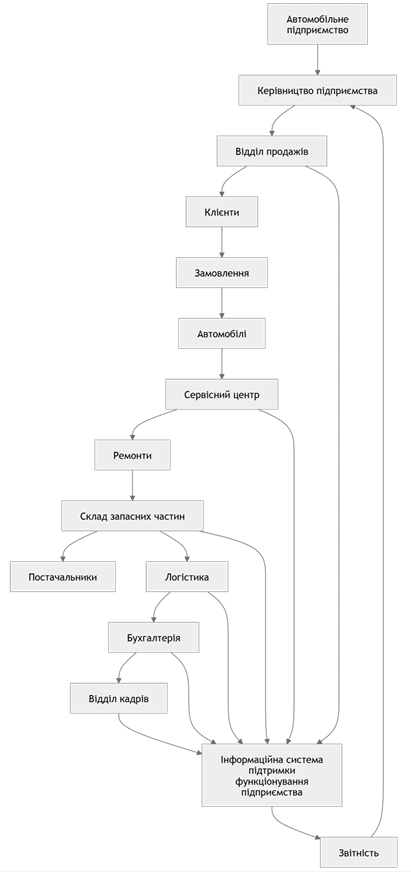 Автомобільне
підприємство
Керівництво підприємства
Відділ продажів
Клієнти
Замовлення
Автомобілі
Сервісний центр
Ремонти
Склад запасних частин
Постачальники
Логістика
Бухгалтерія
Відділ кадрів
Інформаційна система
підтримки
функціонування
підприємства
Звітність